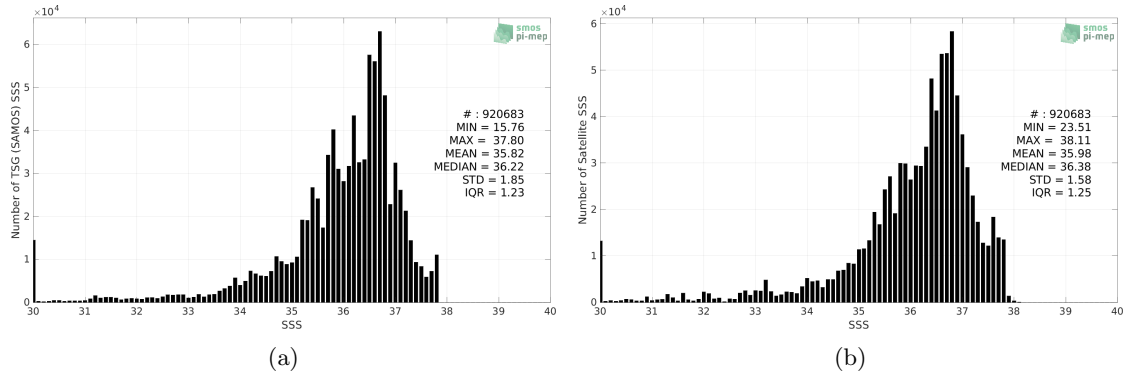 ×10⁴
smos
pi-mep
Number of TSG (SAMOS) SSS
6
5
4
3
2
1
0
# : 920683
MIN = 15.76
MAX = 37.80
MEAN = 35.82
MEDIAN = 36.22
STD = 1.85
IQR = 1.23
30 31 32 33 34 35 36 37 38 39 40
SSS
(a)
×10⁴
smos
pi-mep
Number of Satellite SSS
6
5
4
3
2
1
0
# : 920683
MIN = 23.51
MAX = 38.11
MEAN = 35.98
MEDIAN = 36.38
STD = 1.58
IQR = 1.25
30 31 32 33 34 35 36 37 38 39 40
SSS
(b)